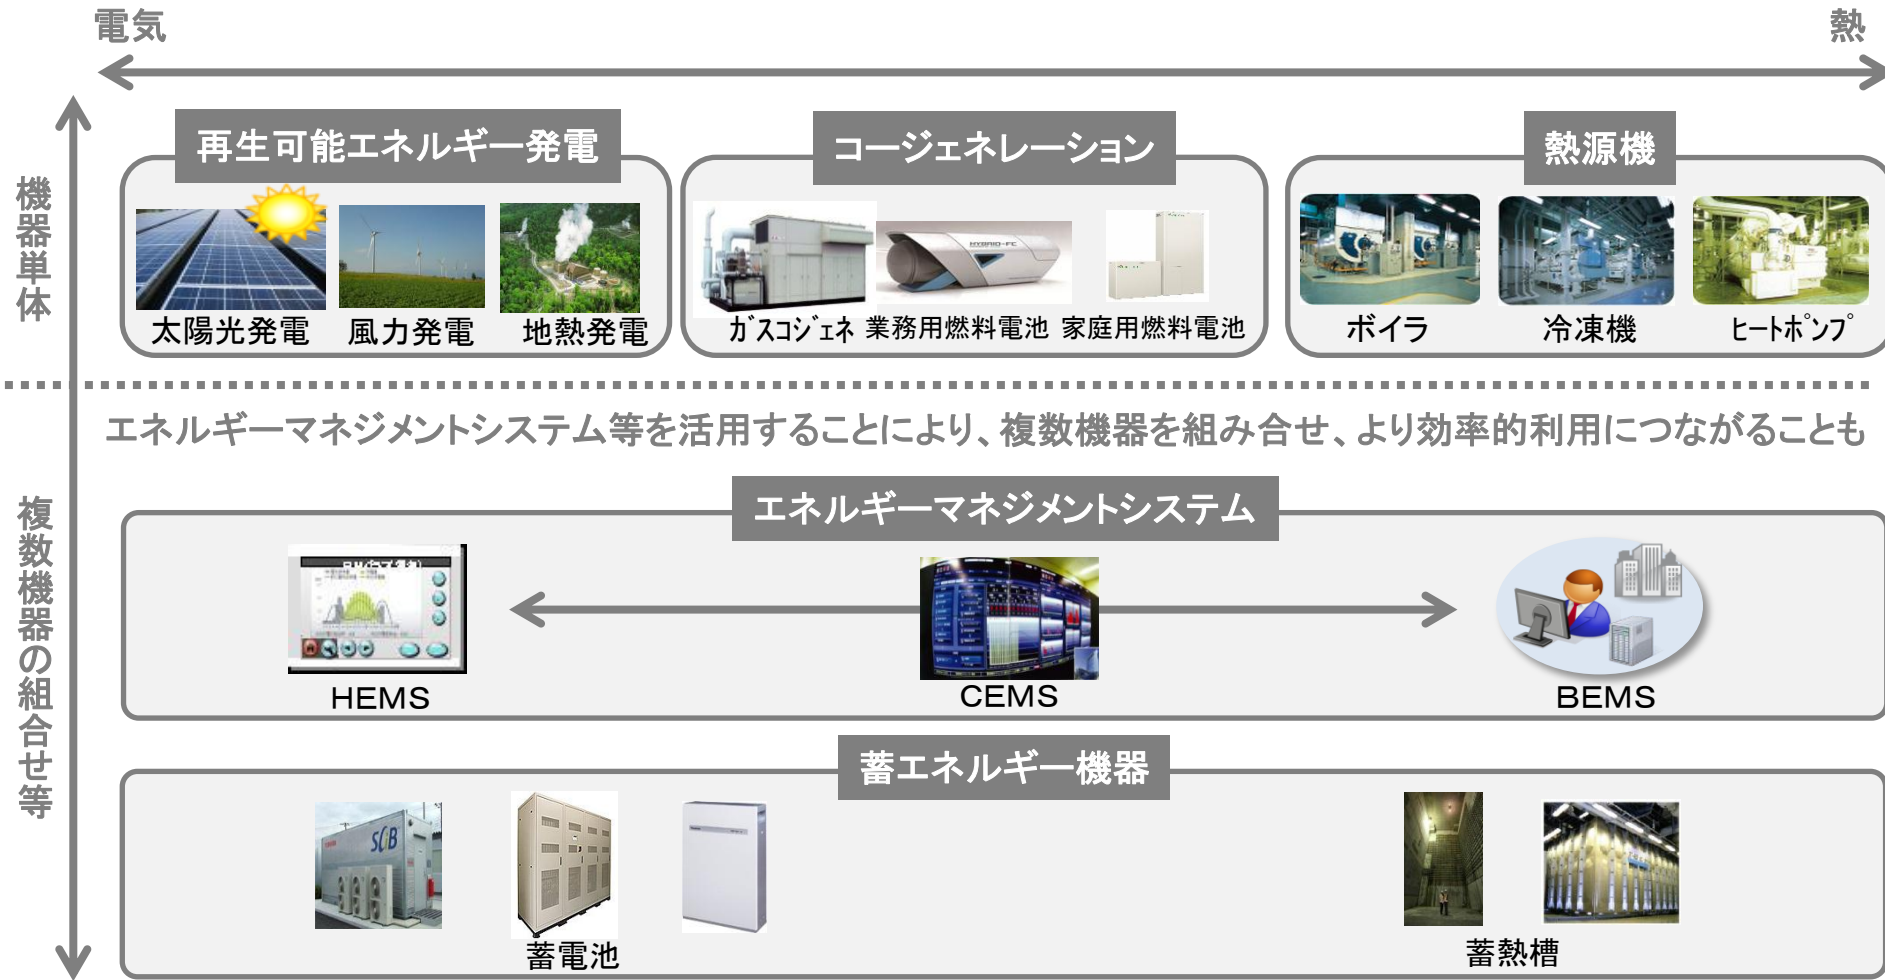 電気
熱
機器単体
再生可能エネルギー発電
コージェネレーション
熱源機
HYBRID-FC
太陽光発電
風力発電
地熱発電
ｶﾞｽｺｼﾞｪﾈ
業務用燃料電池
家庭用燃料電池
ボイラ
冷凍機
ﾋｰﾄﾎﾟﾝﾌﾟ
エネルギーマネジメントシステム等を活用することにより、複数機器を組み合せ、より効率的利用につながることも
複数機器の組合せ等
エネルギーマネジメントシステム
HEMS
CEMS
BEMS
蓄エネルギー機器
SCiB
蓄電池
蓄熱槽